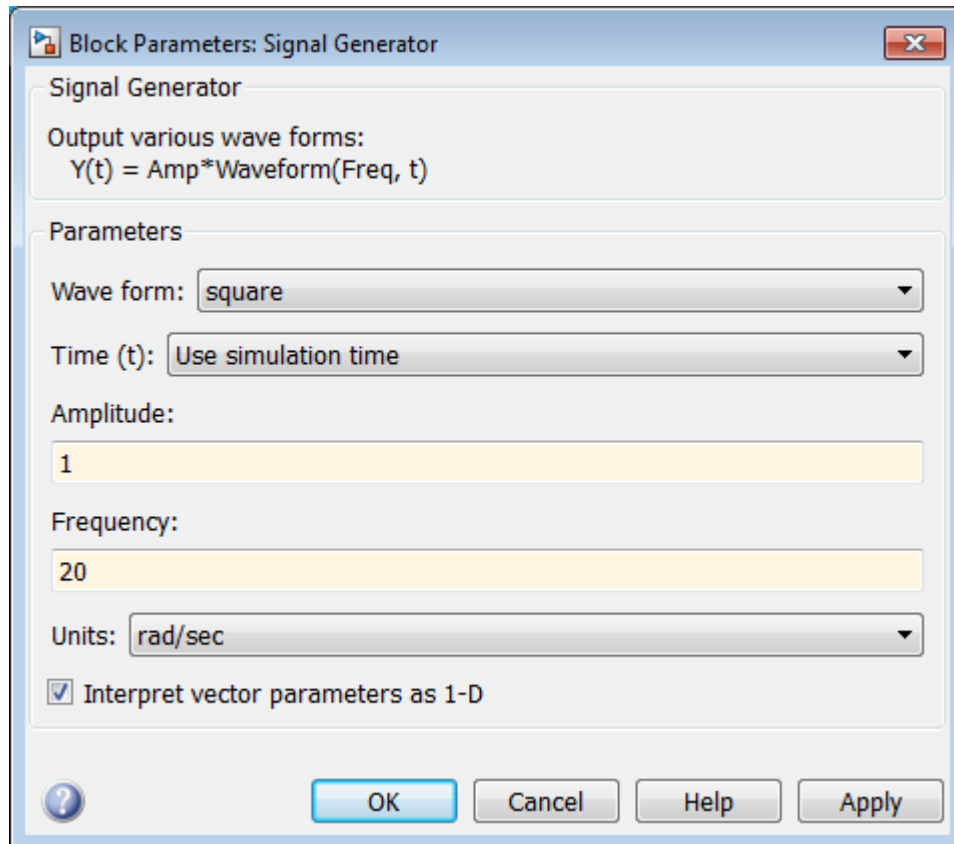 Block Parameters: Signal Generator
Signal Generator
Output various wave forms:
Y(t) = Amp*Waveform(Freq, t)
Parameters
Wave form: square
Time (t): Use simulation time
Amplitude:
1
Frequency:
20
Units: rad/sec
Interpret vector parameters as 1-D
? OK Cancel Help Apply